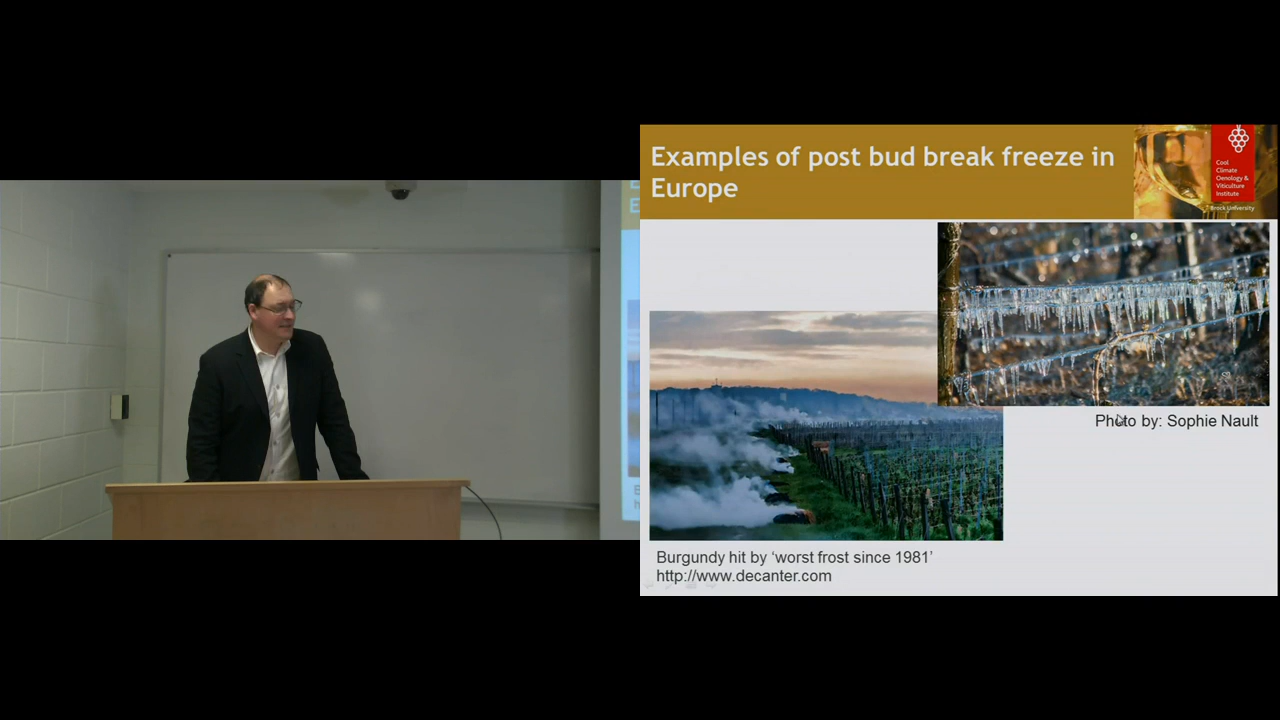 Examples of post bud break freeze in
Europe
Cool
Climate
Oenology &
Viticulture
Institute
Brock University
Photo by: Sophie Nault
Burgundy hit by ‘worst frost since 1981’
http://www.decanter.com